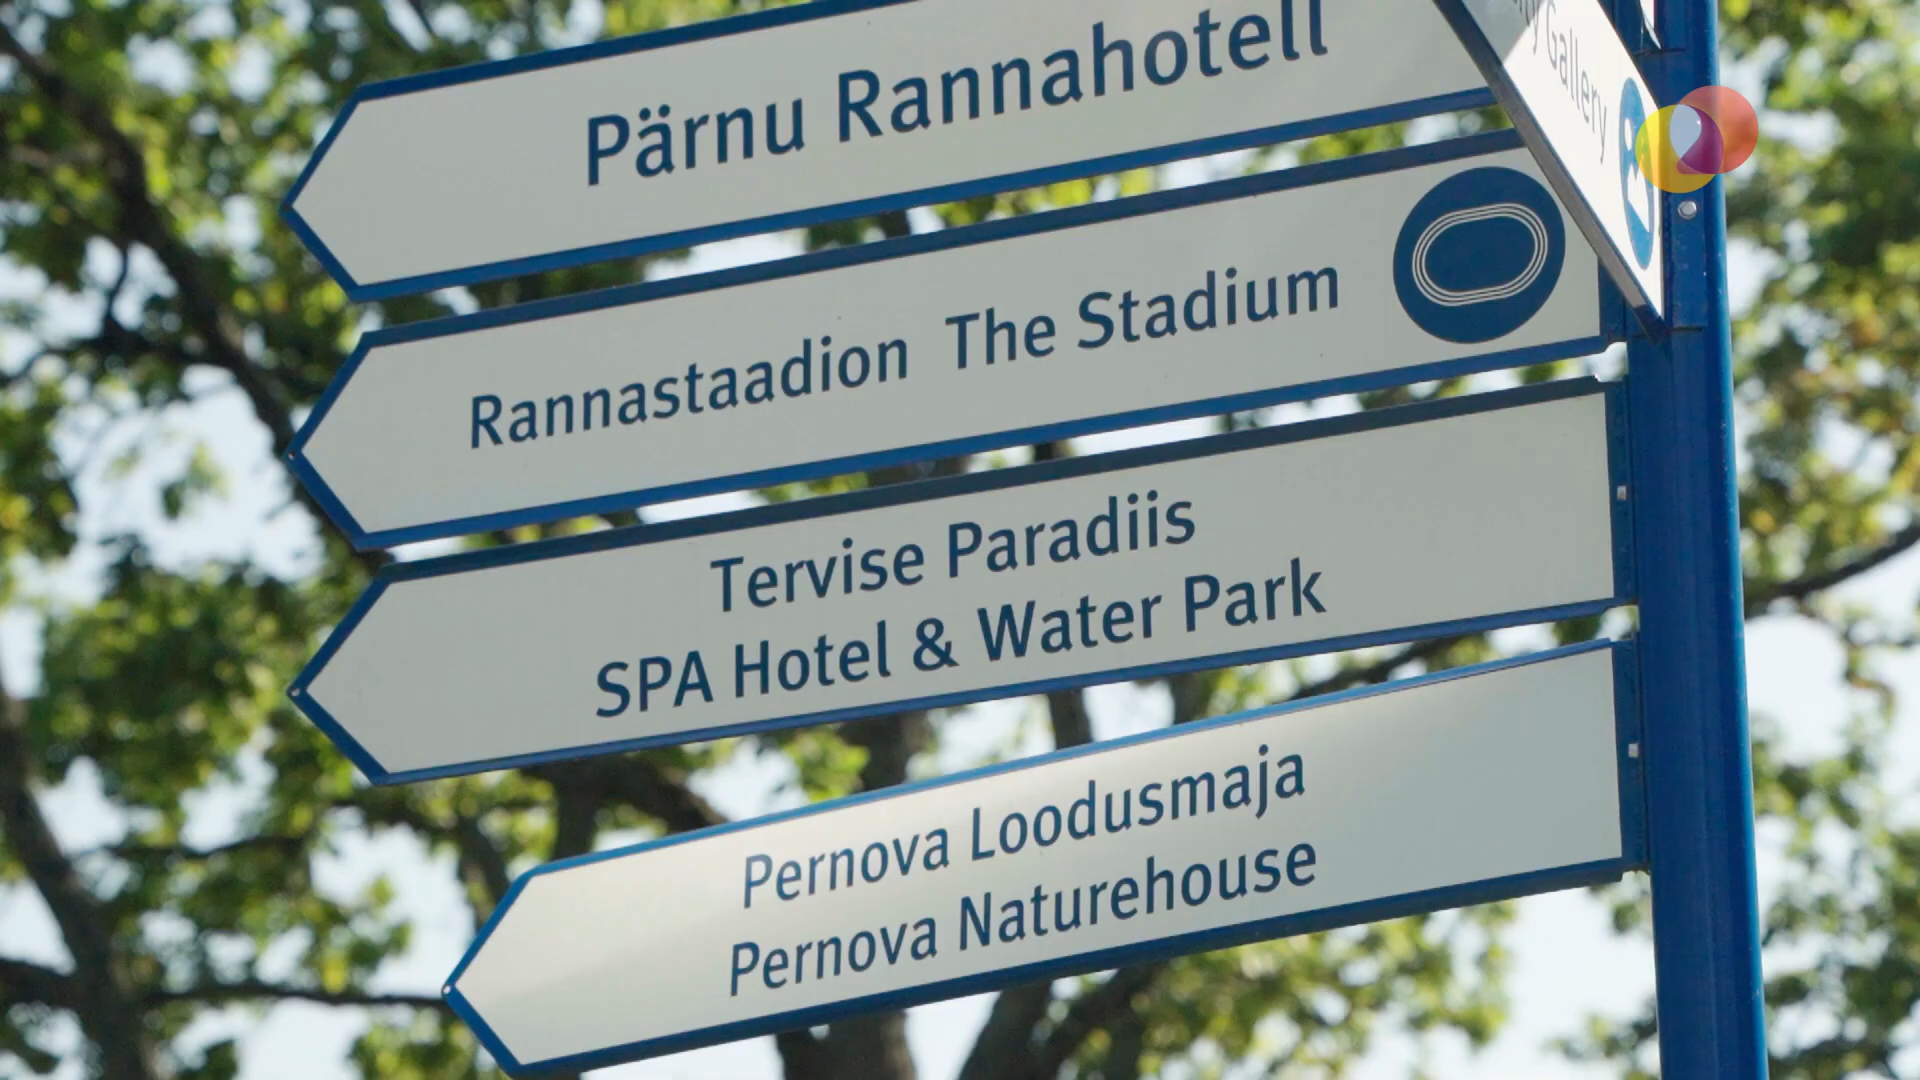 Pärnu Rannahotell
Gallery
Rannastaadion The Stadium
Tervise Paradiis
SPA Hotel & Water Park
Pernova Loodusmaja
Pernova Naturehouse